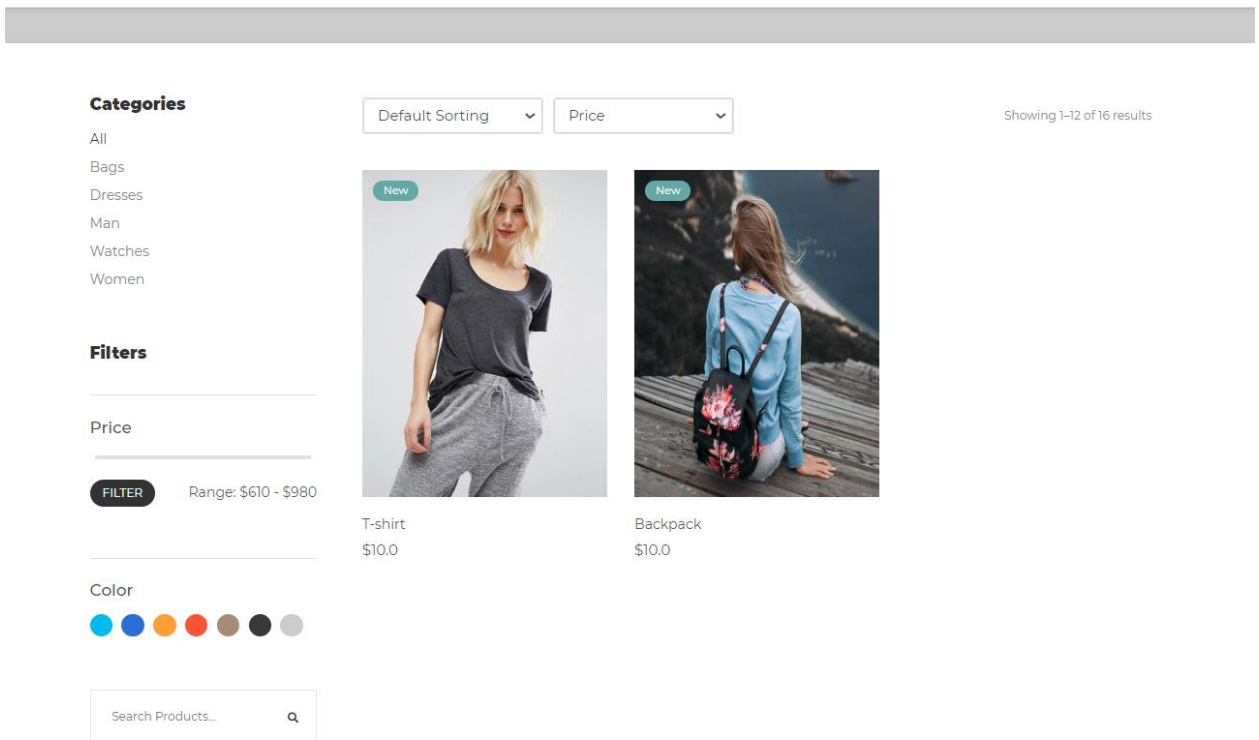 Categories
All
Bags
Dresses
Man
Watches
Women
Filters
Price
FILTER Range: $610 - $980
Color
Search Products...
Default Sorting Price Showing 1–12 of 16 results
New
T-shirt
$10.0
New
Backpack
$10.0